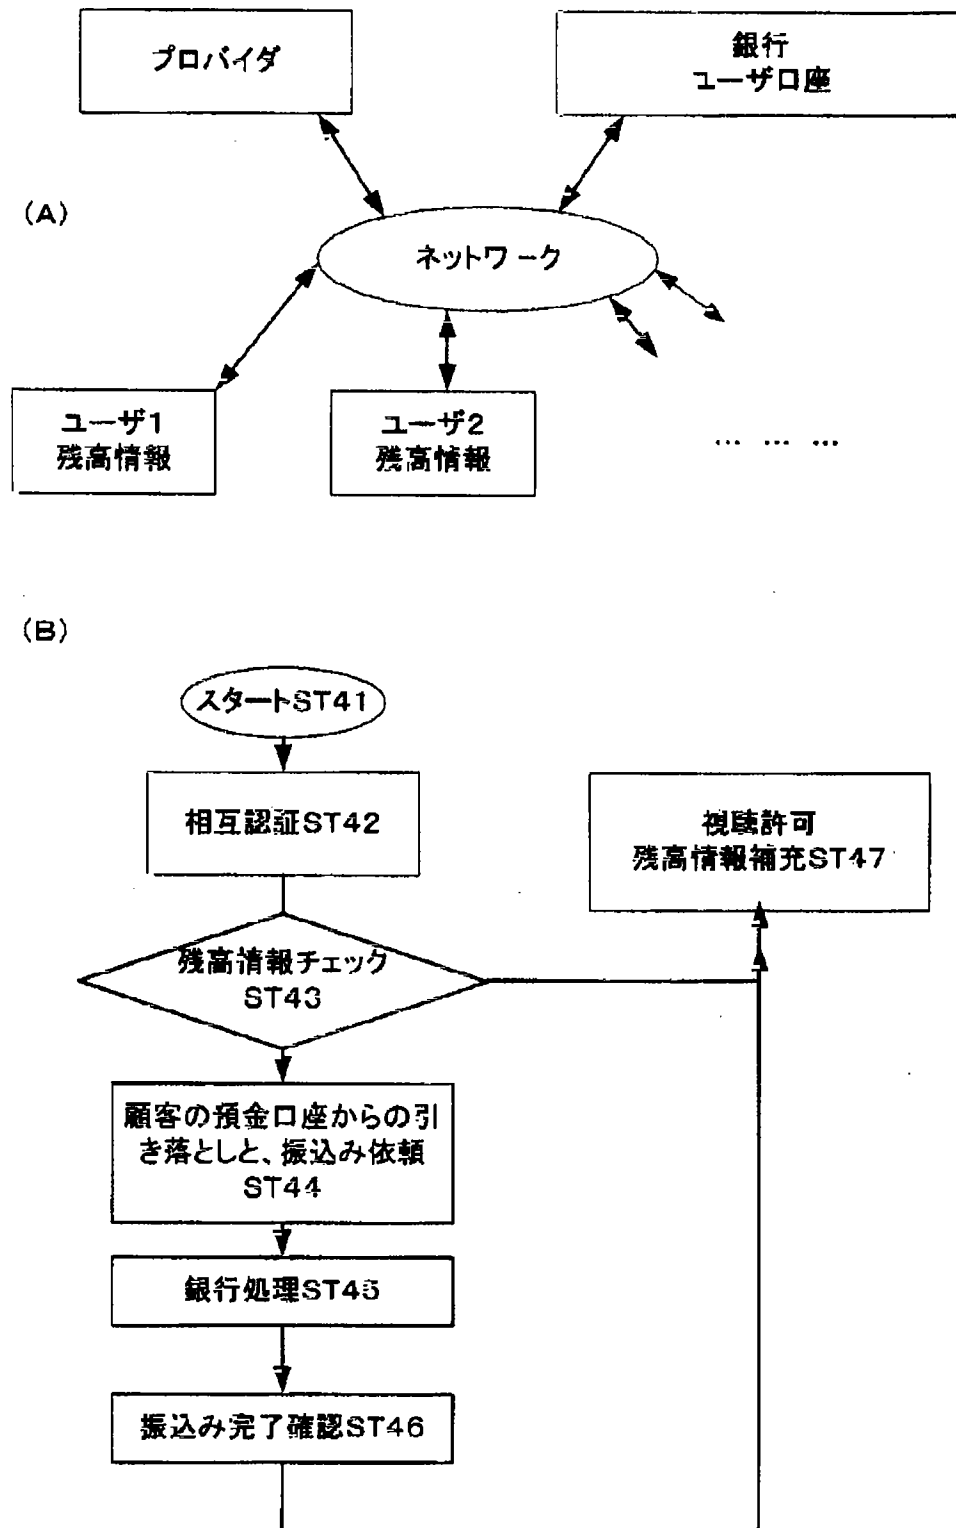 プロバイダ
銀行
ユーザ口座
(A)
ネットワーク
ユーザ1
残高情報
ユーザ2
残高情報
… … …
(B)
スタートST41
相互認証ST42
視聴許可
残高情報補充ST47
残高情報チェック
ST43
顧客の預金口座からの引
き落としと、振込み依頼
ST44
銀行処理ST45
振込み完了確認ST46